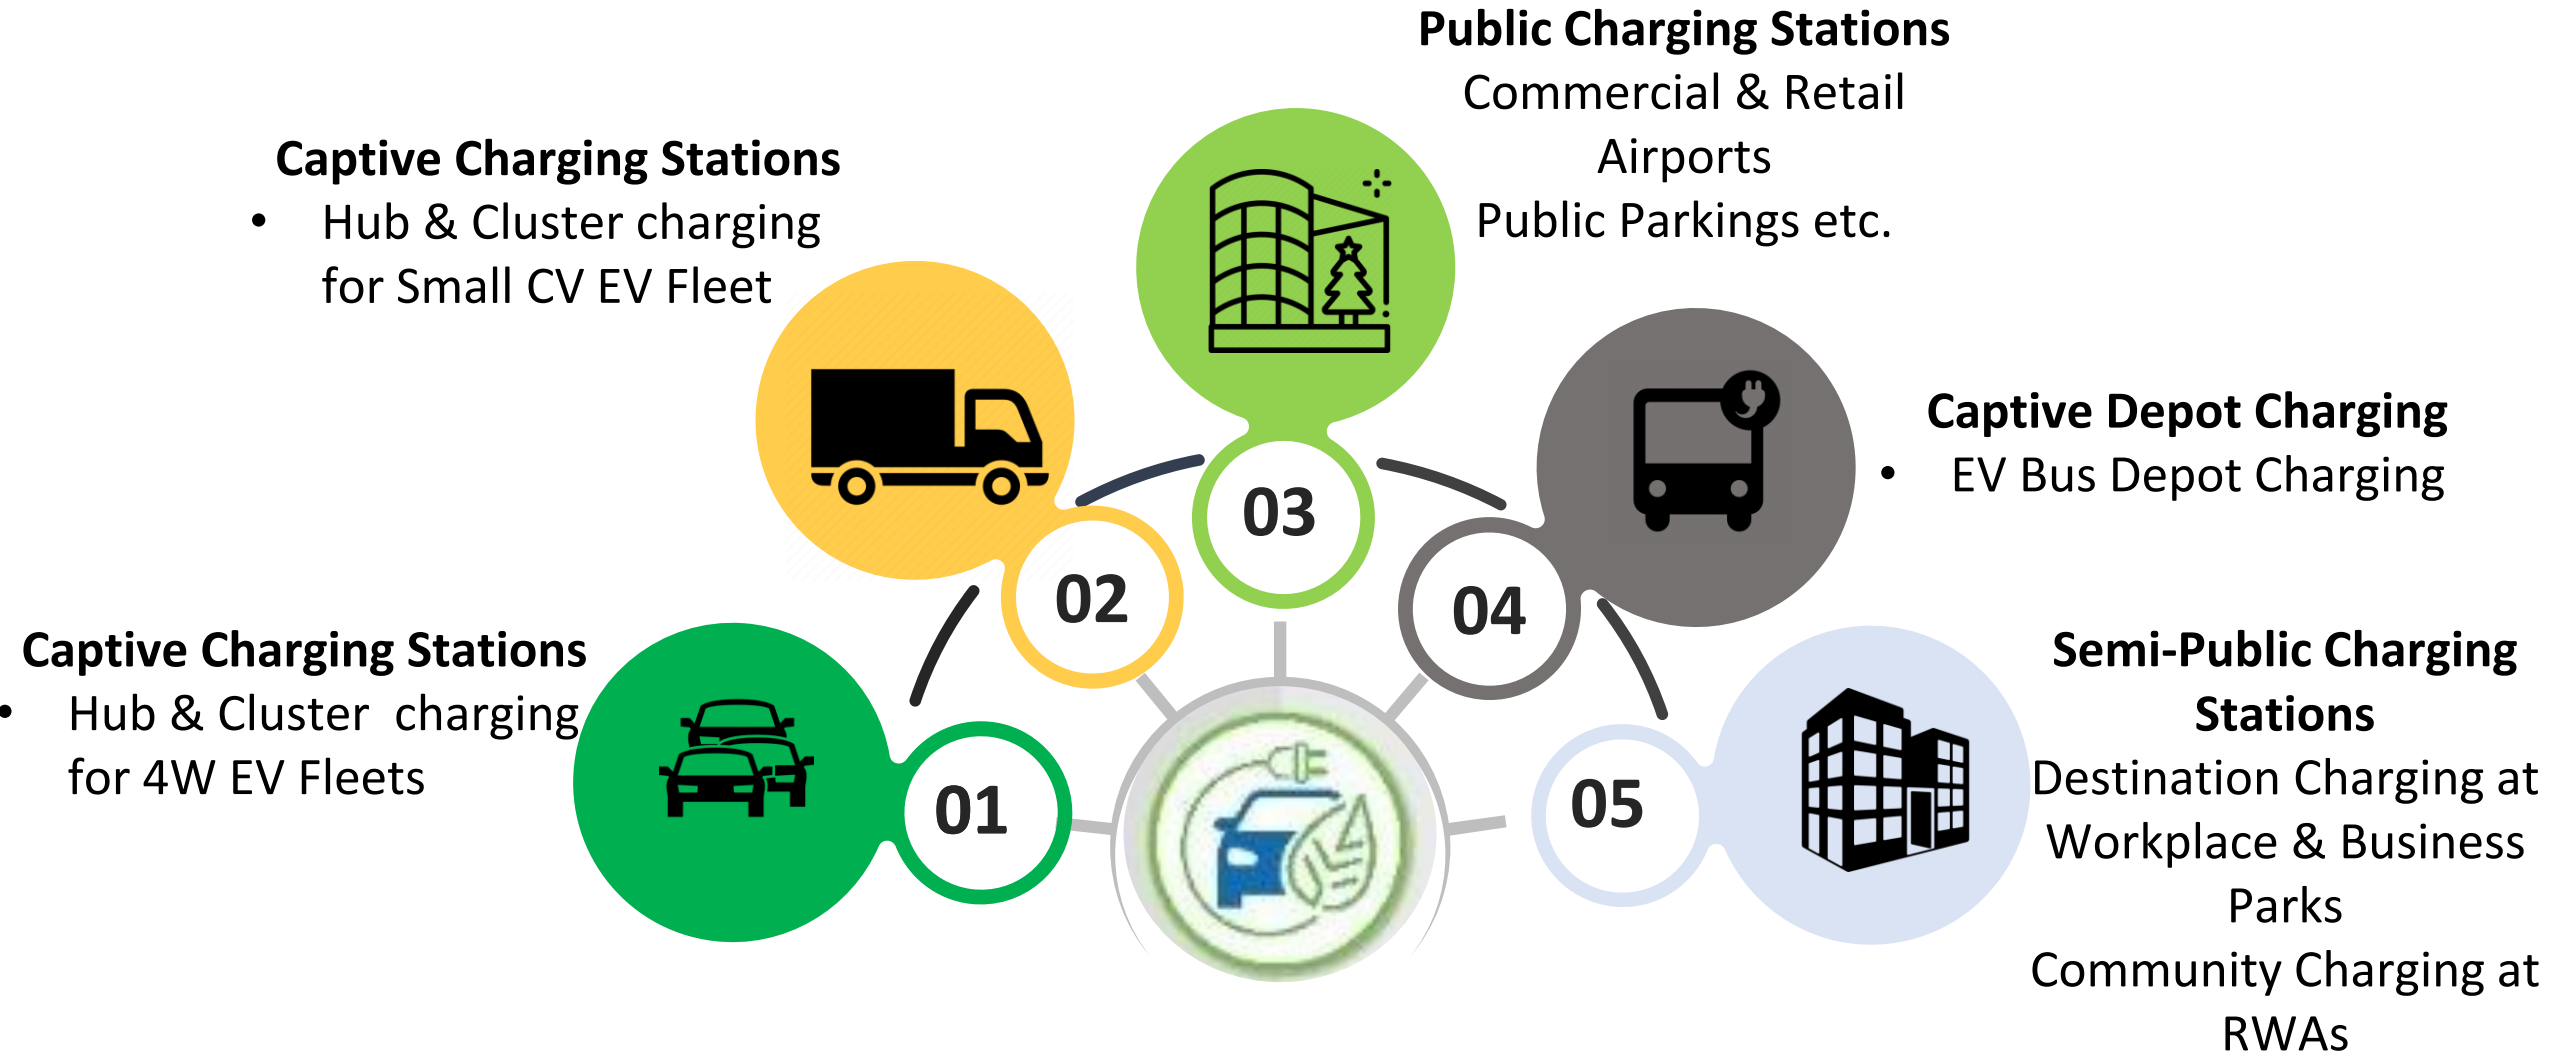 Captive Charging Stations
• Hub & Cluster charging
for 4W EV Fleets
01
Captive Charging Stations
• Hub & Cluster charging
for Small CV EV Fleet
02
Public Charging Stations
Commercial & Retail
Airports
Public Parkings etc.
03
Captive Depot Charging
• EV Bus Depot Charging
04
Semi-Public Charging
Stations
Destination Charging at
Workplace & Business
Parks
Community Charging at
RWAs
05